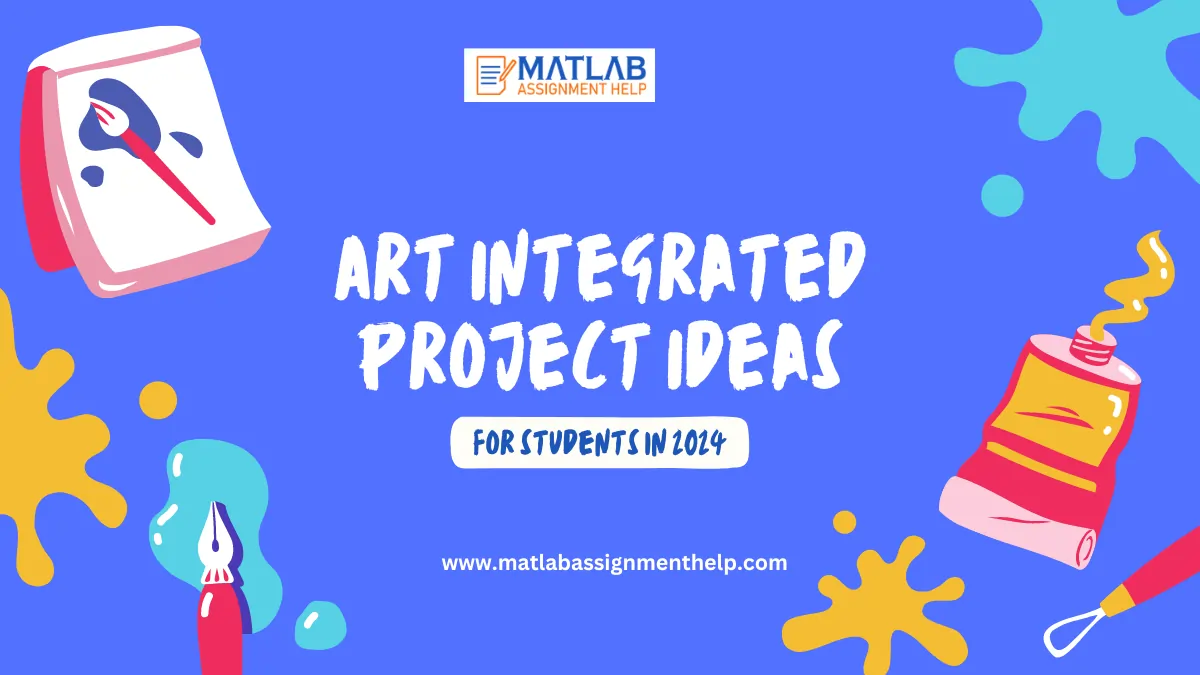 MATLAB
ASSIGNMENT HELP
ART INTEGRATED
PROJECT IDEAS
FOR STUDENTS IN 2024
www.matlabassignmenthelp.com